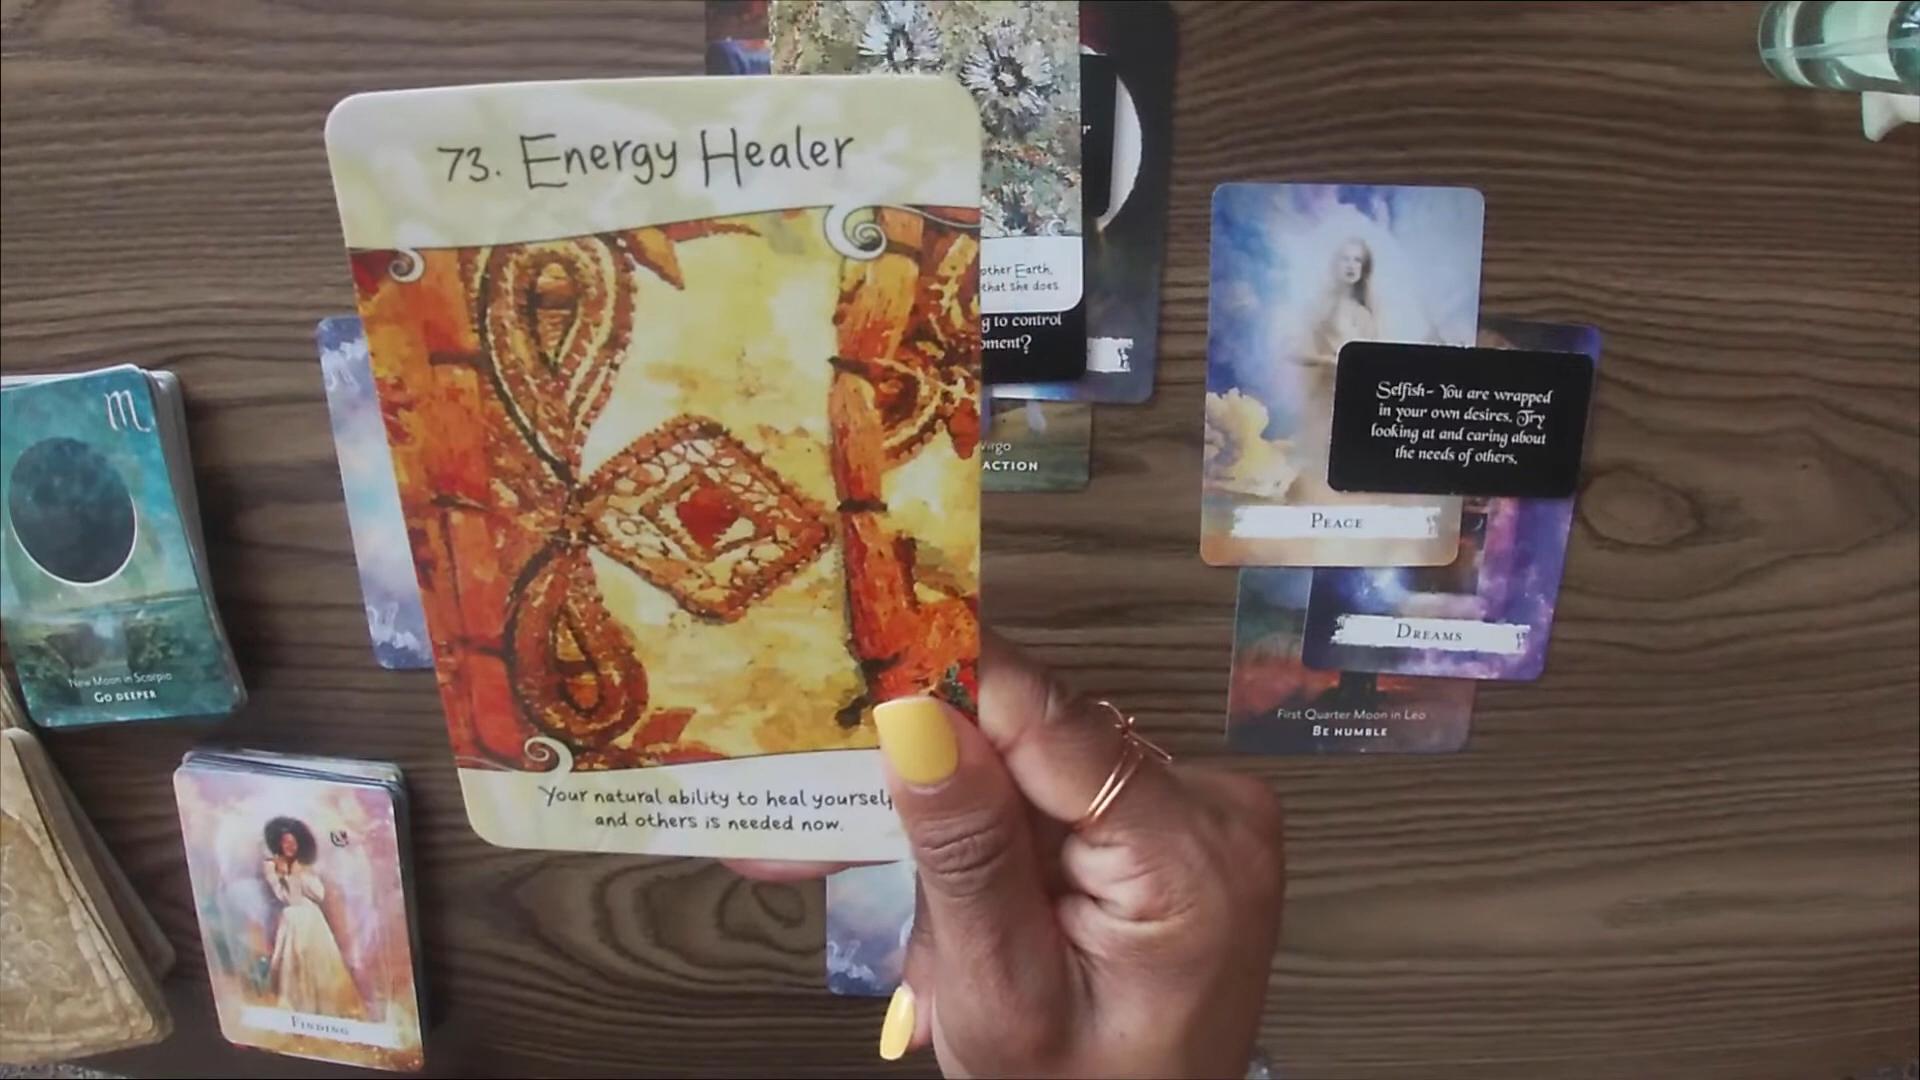 73. Energy Healer
Your natural ability to heal yourself
and others is needed now.
other Earth,
that she does
g to control
oment?
Virgo
ACTION
Peace
Selfish- You are wrapped
in your own desires. Try
looking at and caring about
the needs of others.
Dreams
First Quarter Moon in Leo
Be humble
New Moon in Scorpio
Go deeper
Finding